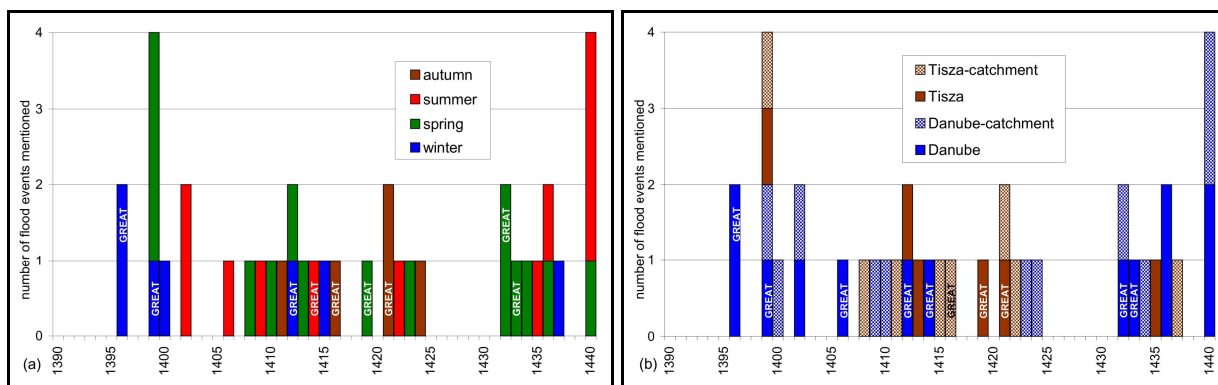 number of flood events mentioned
4
3
2
1
0
autumn
summer
spring
winter
GREAT
GREAT
GREAT
GREAT
GREAT
GREAT
GREAT
GREAT
(a)
1390
1395
1400
1405
1410
1415
1420
1425
1430
1435
1440
number of flood events mentioned
4
3
2
1
0
Tisza-catchment
Tisza
Danube-catchment
Danube
GREAT
GREAT
GREAT
GREAT
GREAT
GREAT
GREAT
GREAT
GREAT
GREAT
GREAT
(b)
1390
1395
1400
1405
1410
1415
1420
1425
1430
1435
1440